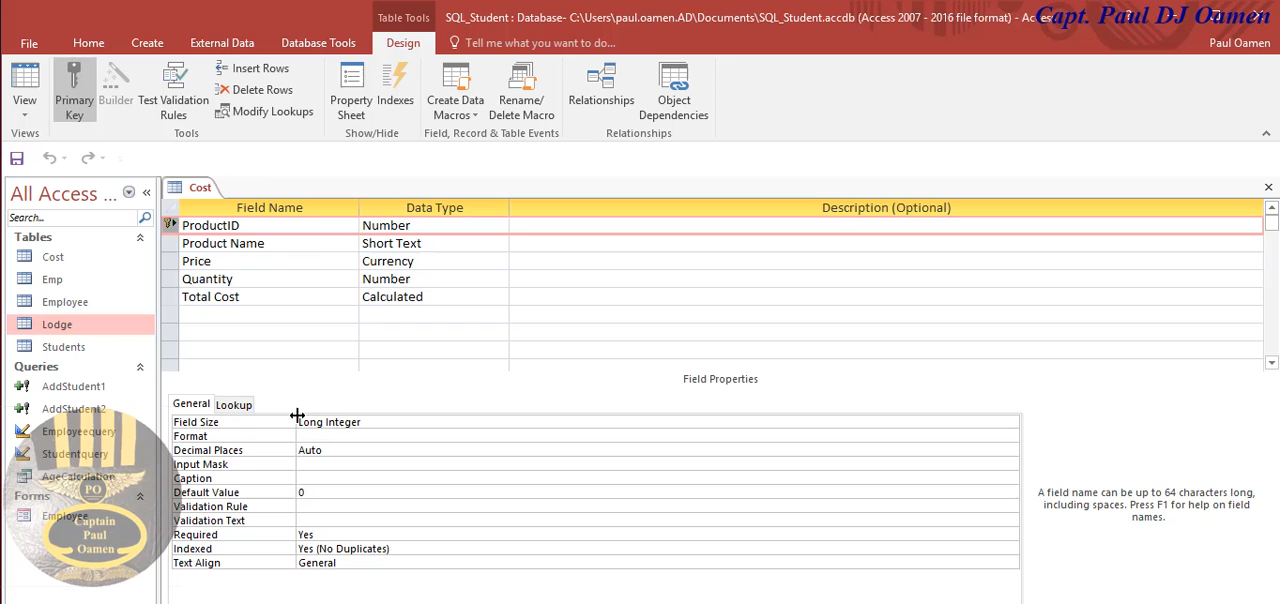 Table Tools
SQL_Student : Database- C:\Users\paul.oamen.AD\Documents\SQL_Student.accdb (Access 2007 - 2016 file format) - Acces
Capt. Paul DJ Oamen
File Home Create External Data Database Tools Design Tell me what you want to do... Paul Oamen
View
Primary Key
Builder
Test Validation Rules
Insert Rows
Delete Rows
Modify Lookups
Property Sheet
Indexes
Create Data Macros
Rename/ Delete Macro
Relationships
Object Dependencies
Views Tools Show/Hide Field, Record & Table Events Relationships
All Access ...
Search...
Tables
Cost
Emp
Employee
Lodge
Students
Queries
AddStudent1
AddStudent2
Employeequery
Studentquery
AgeCalculation
Forms
Employee
PO
Captain
Paul
Oamen
Cost
Field Name Data Type Description (Optional)
ProductID Number
Product Name Short Text
Price Currency
Quantity Number
Total Cost Calculated
Field Properties
General Lookup
Field Size Long Integer
Format
Decimal Places Auto
Input Mask
Caption
Default Value 0
Validation Rule
Validation Text
Required Yes
Indexed Yes (No Duplicates)
Text Align General
A field name can be up to 64 characters long,
including spaces. Press F1 for help on field
names.